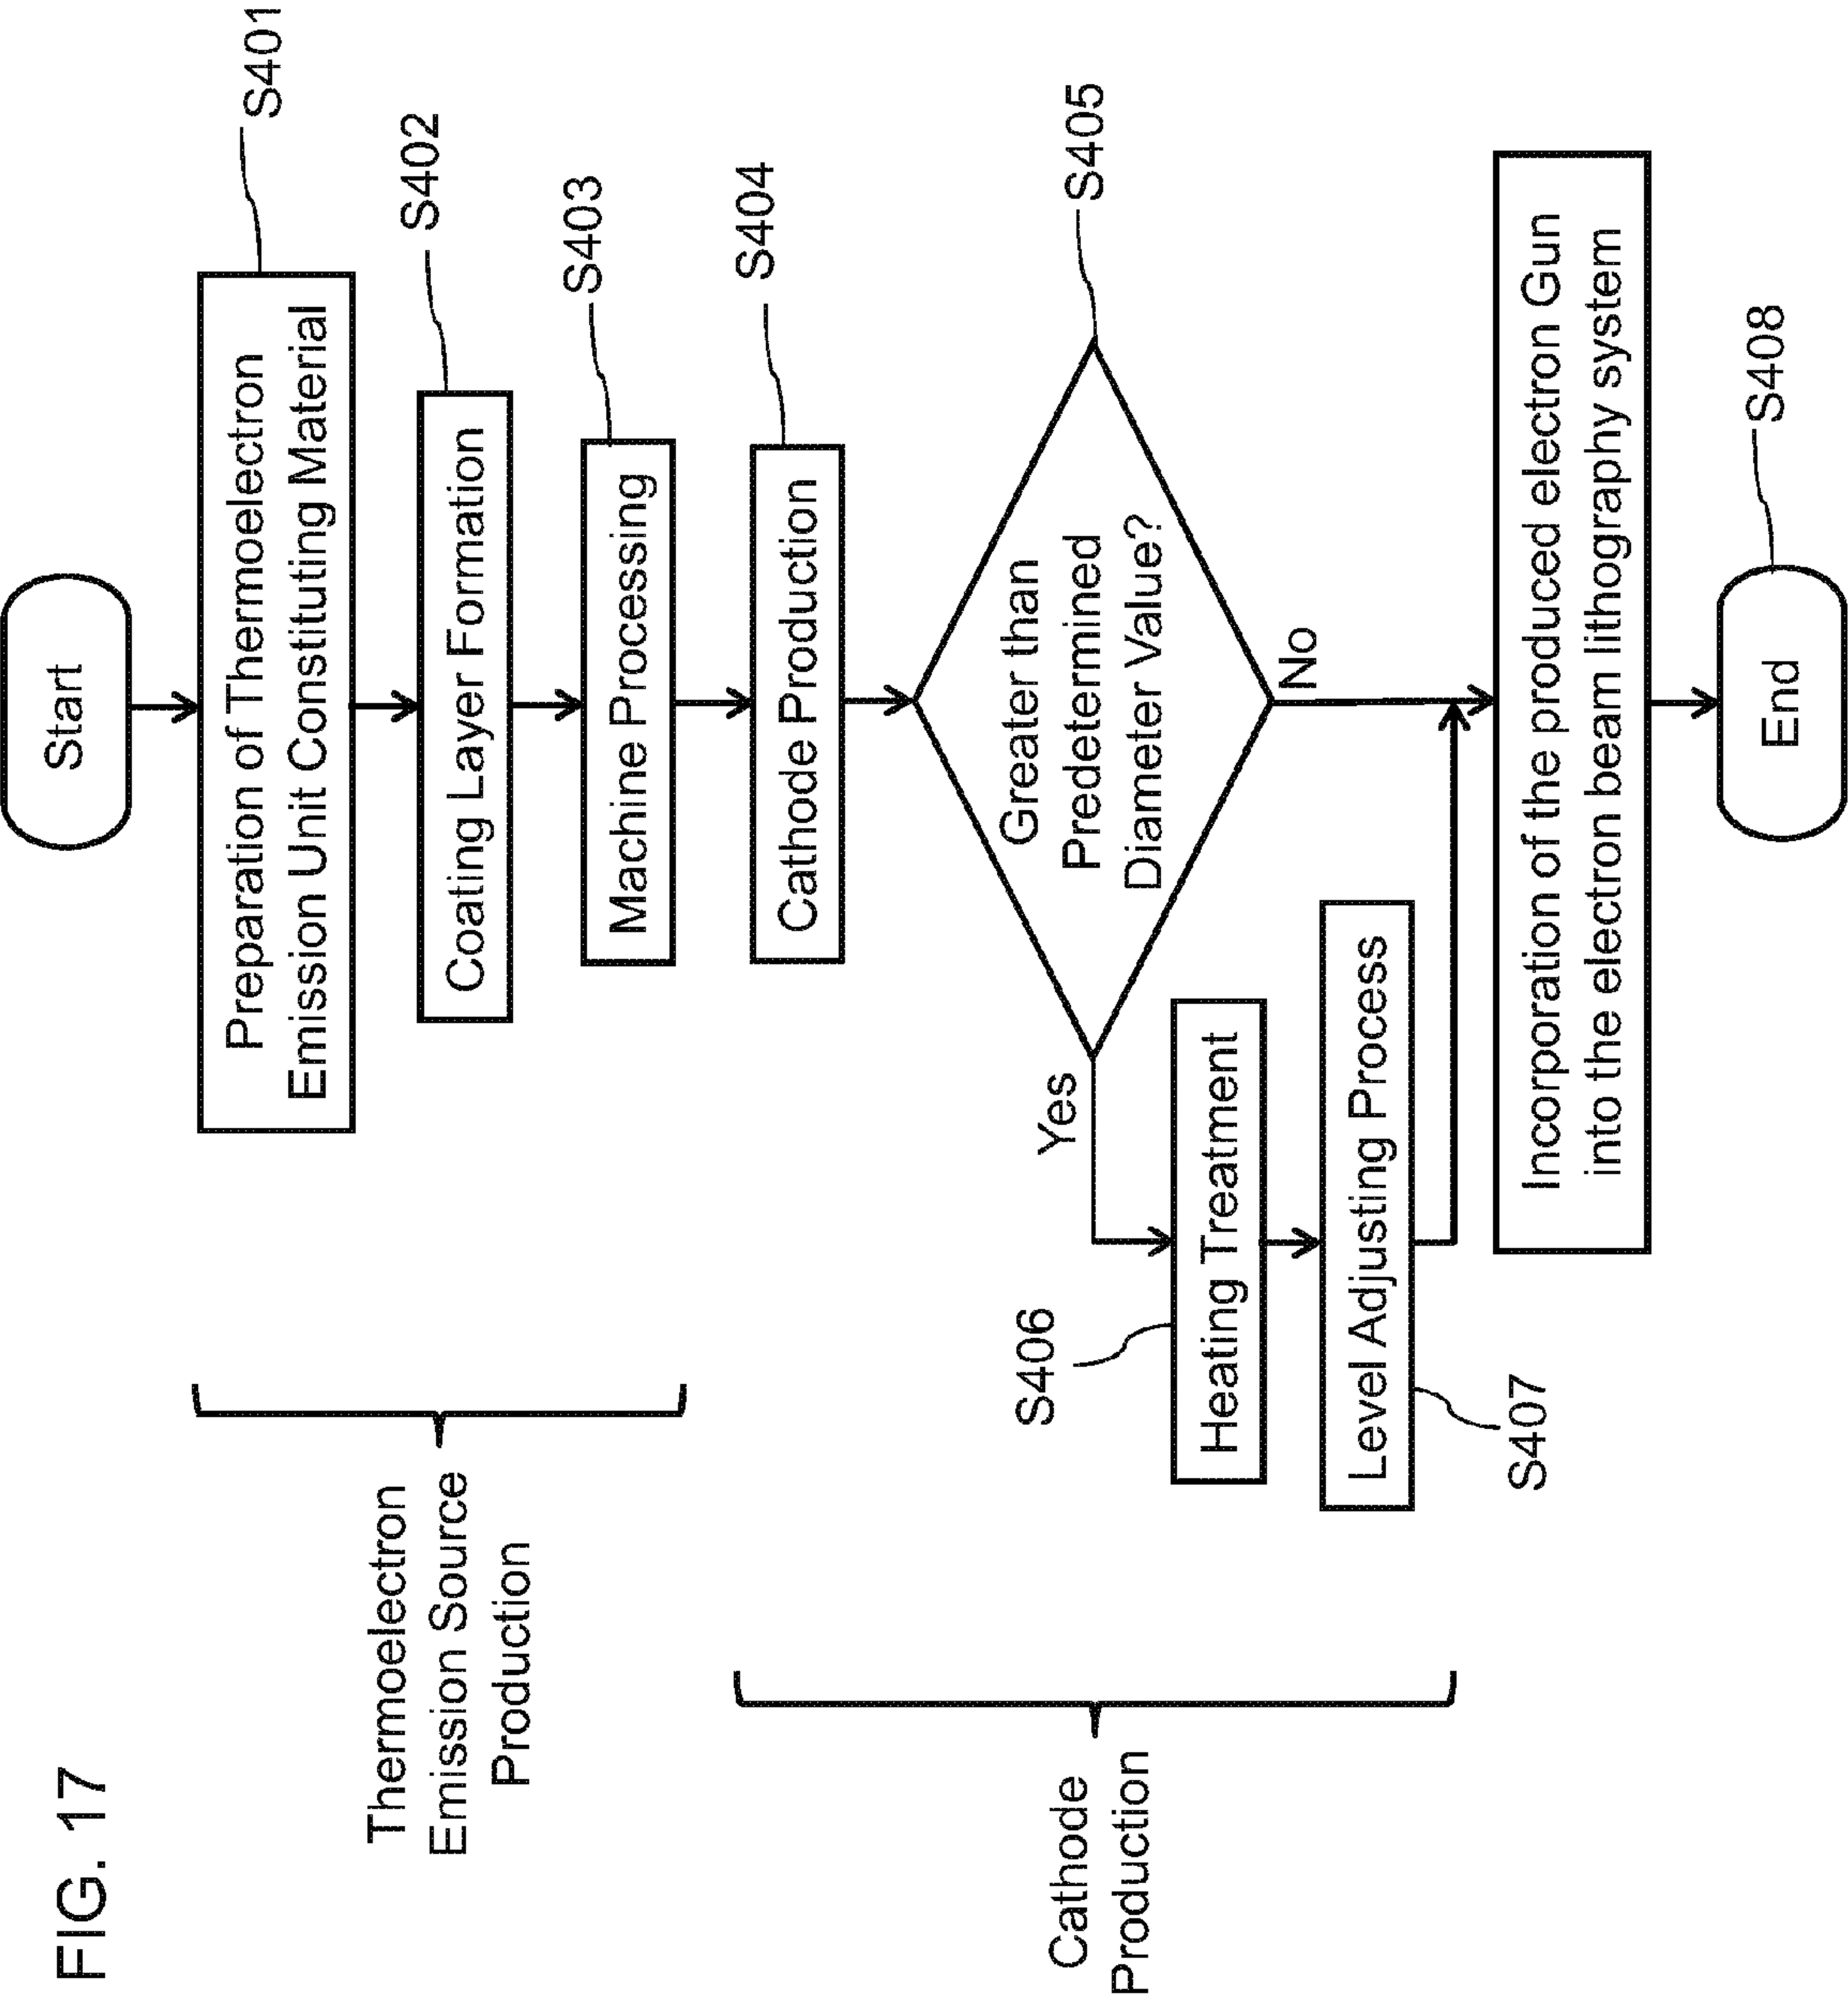 FIG. 17
Start
Preparation of Thermoelectron
Emission Unit Constituting Material
S401
Coating Layer Formation
S402
Thermoelectron
Emission Source
Production
Machine Processing
S403
Cathode Production
S404
Greater than
Predetermined
Diameter Value?
S405
Yes
No
Cathode
Production
S406
Heating Treatment
Level Adjusting Process
S407
Incorporation of the produced electron Gun
into the electron beam lithography system
End
S408